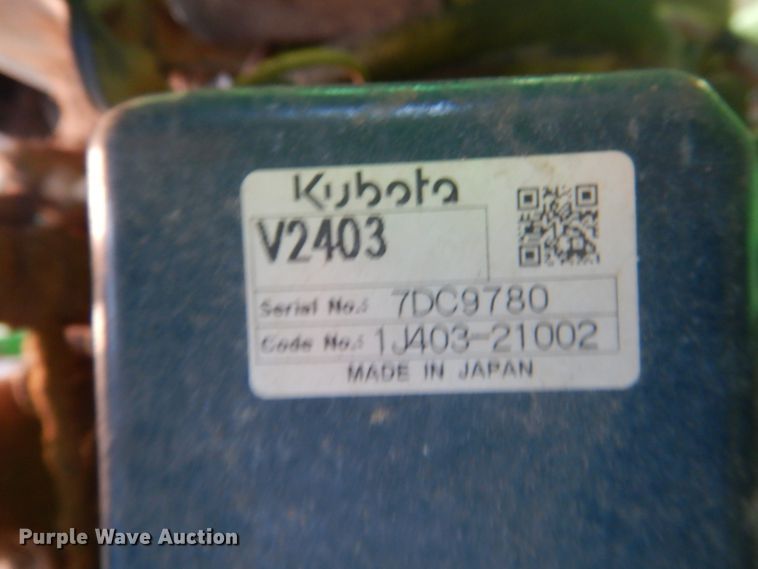 Kubota
V2403
Serial No.: 7DC9780
Code No.: 1J403-21002
MADE IN JAPAN
Purple Wave Auction